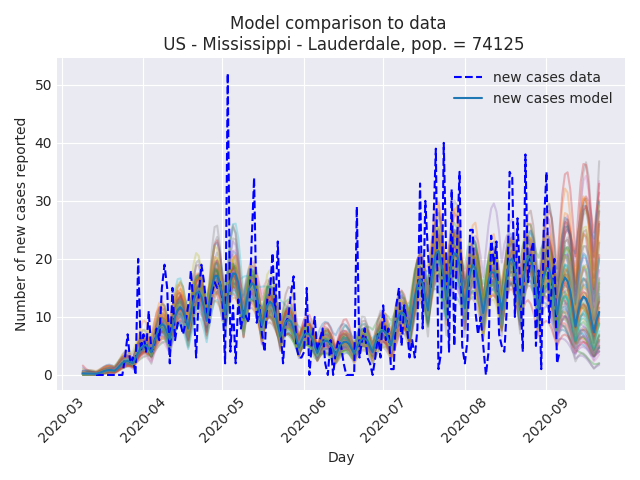 Model comparison to data
US - Mississippi - Lauderdale, pop. = 74125
new cases data
new cases model
Number of new cases reported
50
40
30
20
10
0
2020-03
2020-04
2020-05
2020-06
2020-07
2020-08
2020-09
Day